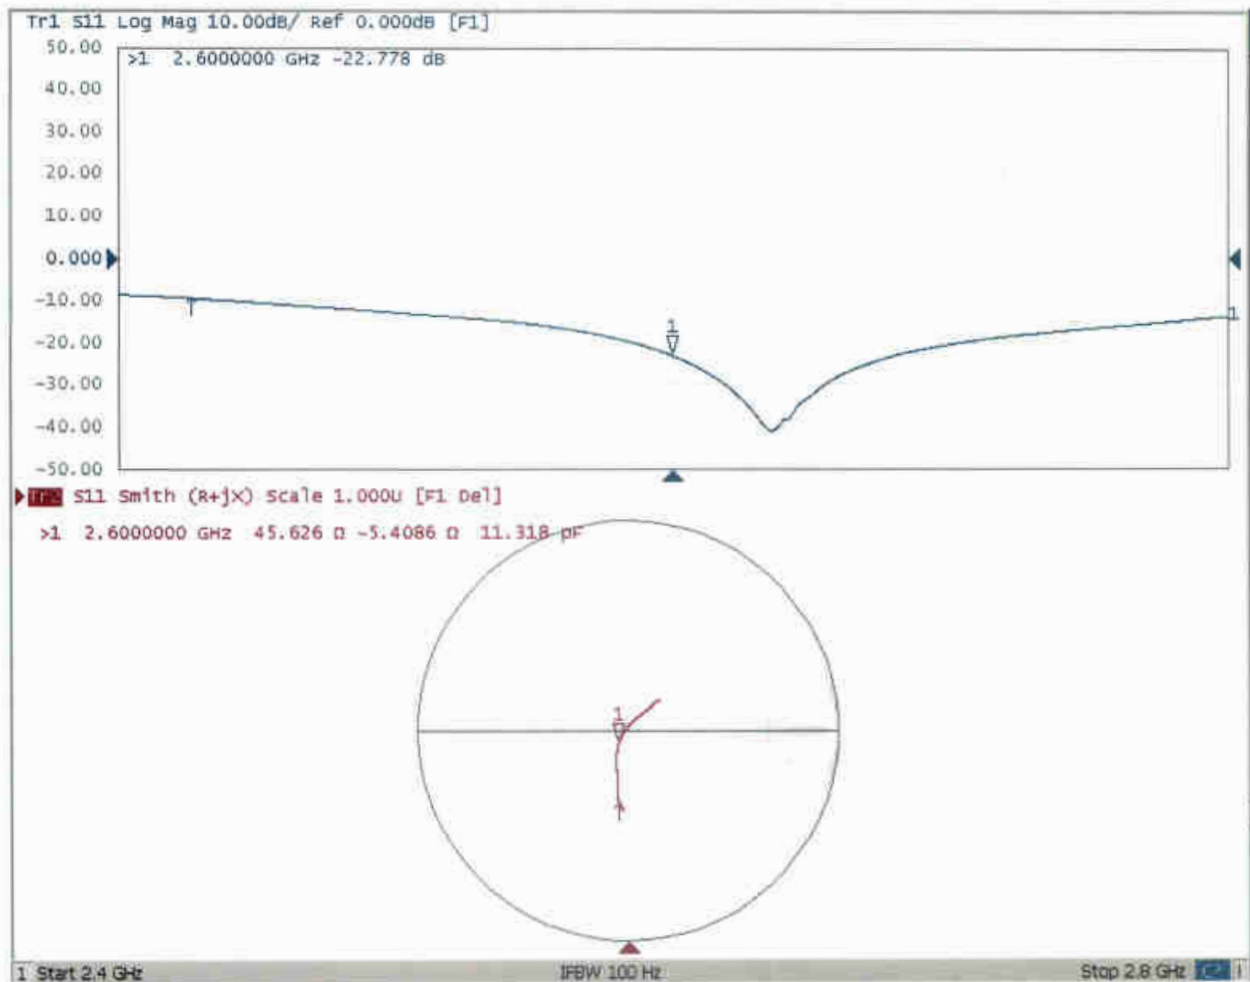 Tr1 S11 Log Mag 10.00dB/ Ref 0.000dB [F1]
50.00
>1 2.6000000 GHz -22.778 dB
40.00
30.00
20.00
10.00
0.000
-10.00
1
-20.00
1
-30.00
-40.00
-50.00
Tr2 S11 Smith (R+jX) Scale 1.000U [F1 Del]
>1 2.6000000 GHz 45.626 Ω -5.4086 Ω 11.318 pF
1
1 Start 2.4 GHz IFBW 100 Hz Stop 2.8 GHz